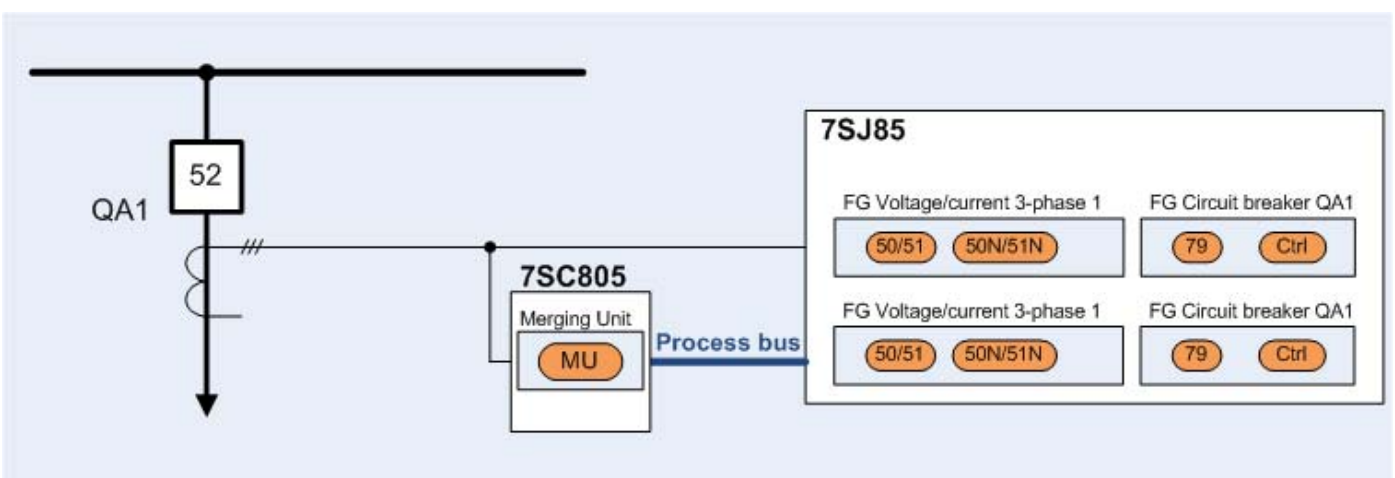 52
QA1
7SC805
Merging Unit
MU
Process bus
7SJ85
FG Voltage/current 3-phase 1
50/51 50N/51N
FG Circuit breaker QA1
79 Ctrl
FG Voltage/current 3-phase 1
50/51 50N/51N
FG Circuit breaker QA1
79 Ctrl